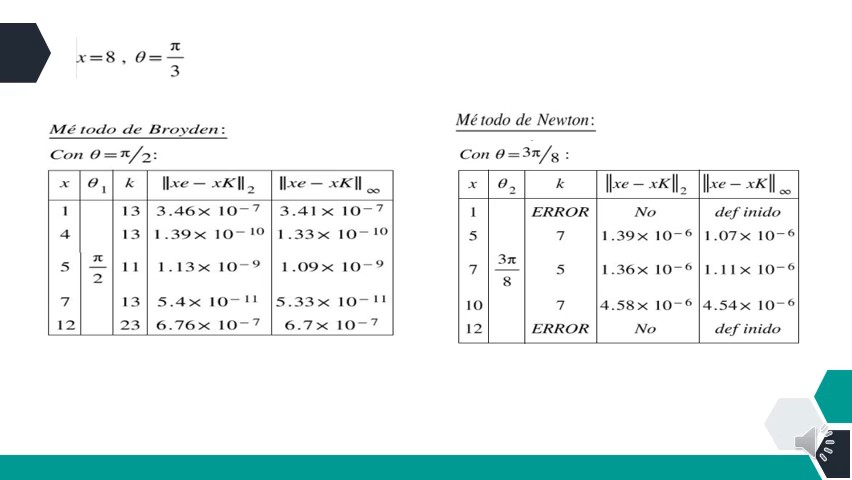 x=8 , θ= π/3
Mé todo de Broyden:
Con θ=π/2:
x θ₁ k ‖xe − xK‖₂ ‖xe − xK‖∞
1 13 3.46× 10−7 3.41× 10−7
4 13 1.39× 10−10 1.33× 10−10
5 π/2 11 1.13× 10−9 1.09× 10−9
7 13 5.4× 10−11 5.33× 10−11
12 23 6.76× 10−7 6.7× 10−7
Mé todo de Newton:
Con θ=3π/8 :
x θ₂ k ‖xe − xK‖₂ ‖xe − xK‖∞
1 ERROR No def inido
5 7 1.39× 10−6 1.07× 10−6
7 3π/8 5 1.36× 10−6 1.11× 10−6
10 7 4.58× 10−6 4.54× 10−6
12 ERROR No def inido